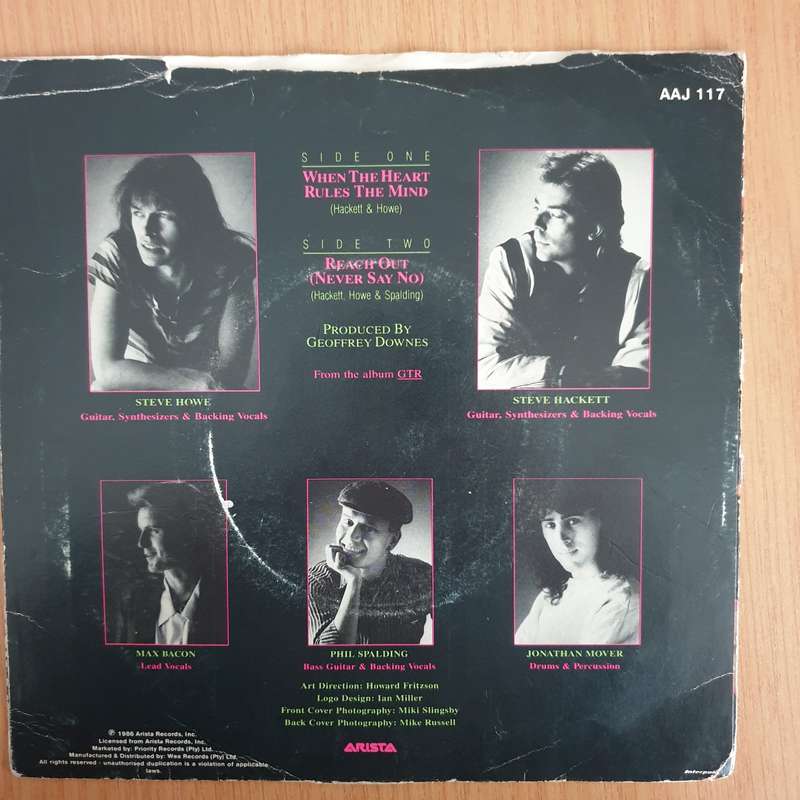 AAJ 117
SIDE ONE
WHEN THE HEART
RULES THE MIND
(Hackett & Howe)
SIDE TWO
REACH OUT
(NEVER SAY NO)
(Hackett, Howe & Spalding)
PRODUCED BY
GEOFFREY DOWNES
From the album GTR
STEVE HOWE
Guitar, Synthesizers & Backing Vocals
STEVE HACKETT
Guitar, Synthesizers & Backing Vocals
MAX BACON
Lead Vocals
PHIL SPALDING
Bass Guitar & Backing Vocals
JONATHAN MOVER
Drums & Percussion
Art Direction: Howard Fritzson
Logo Design: Ian Miller
Front Cover Photography: Miki Slingsby
Back Cover Photography: Mike Russell
℗ 1986 Arista Records, Inc.
Licensed from Arista Records, Inc.
Marketed by: Priority Records (Pty) Ltd.
Manufactured & Distributed by: Wea Records (Pty) Ltd.
All rights reserved - unauthorised duplication is a violation of applicable
laws.
ARISTA